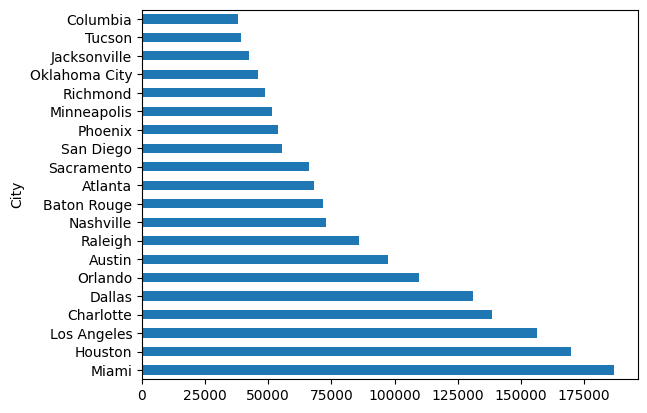 Columbia
Tucson
Jacksonville
Oklahoma City
Richmond
Minneapolis
Phoenix
San Diego
Sacramento
Atlanta
Baton Rouge
Nashville
Raleigh
Austin
Orlando
Dallas
Charlotte
Los Angeles
Houston
Miami
City
0 25000 50000 75000 100000 125000 150000 175000